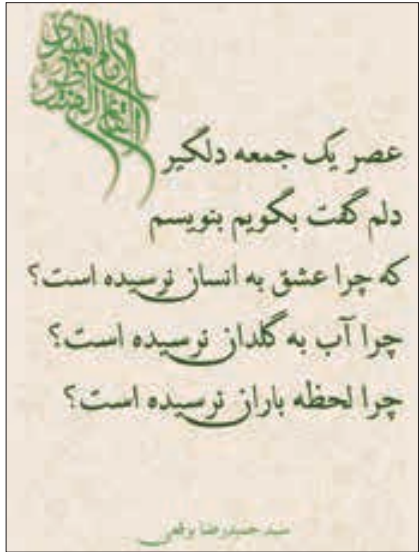 عصر یک جمعه دلگیر
دلم گفت بگویم بنویسم
که چرا عشق به انسان نرسیده است؟
چرا آب به گلدان نرسیده است؟
چرا لحظه باران نرسیده است؟
سید حمیدرضا برقعی